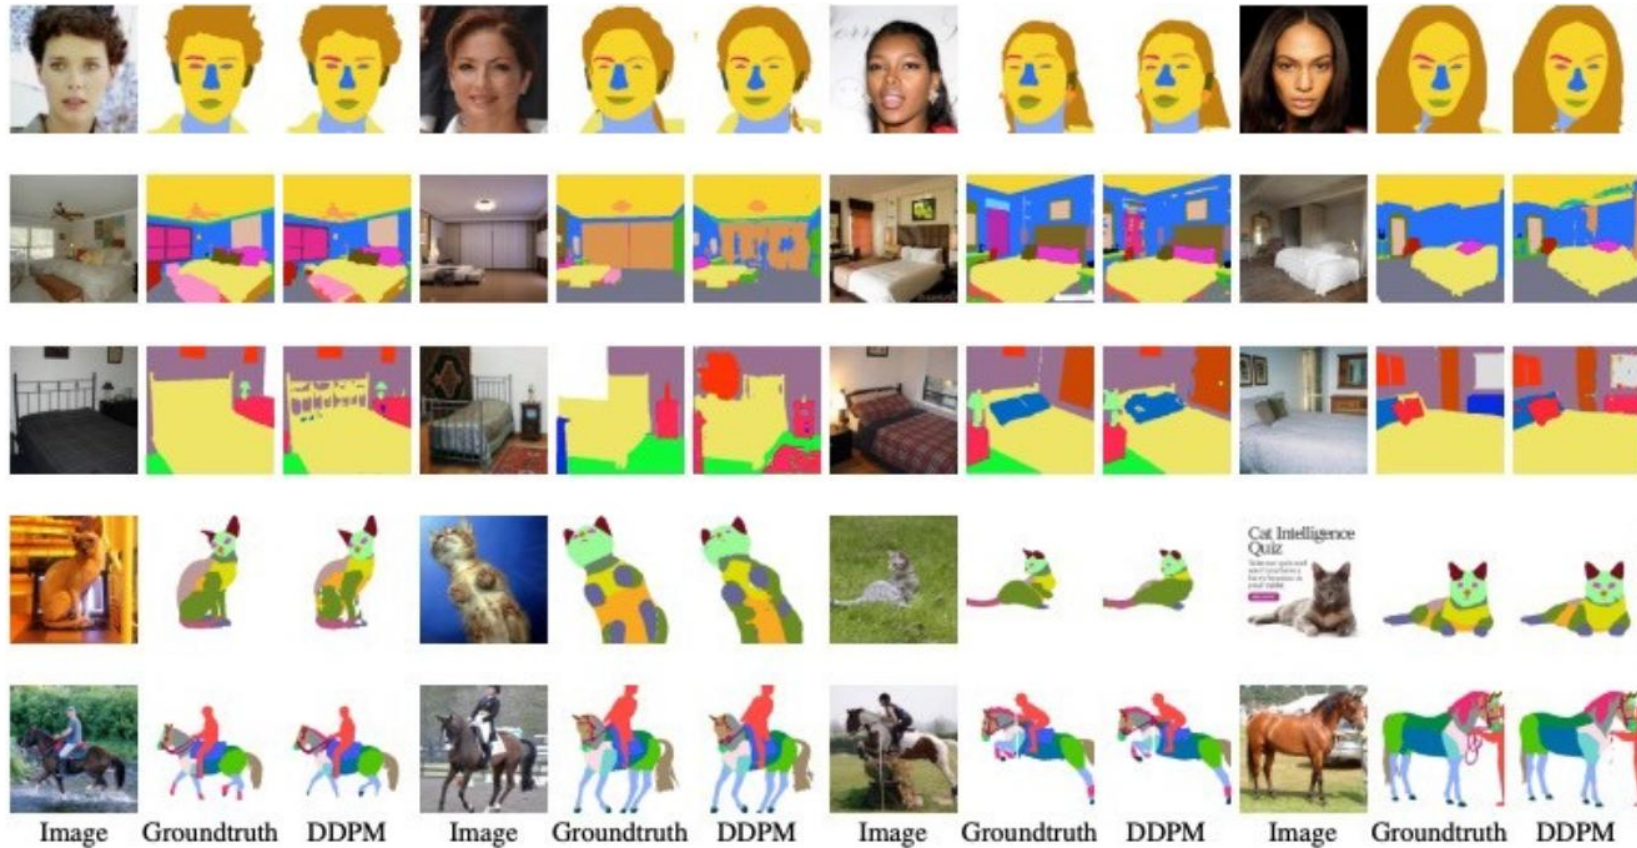 Cat Intelligence
Quiz
Image Groundtruth DDPM Image Groundtruth DDPM Image Groundtruth DDPM Image Groundtruth DDPM